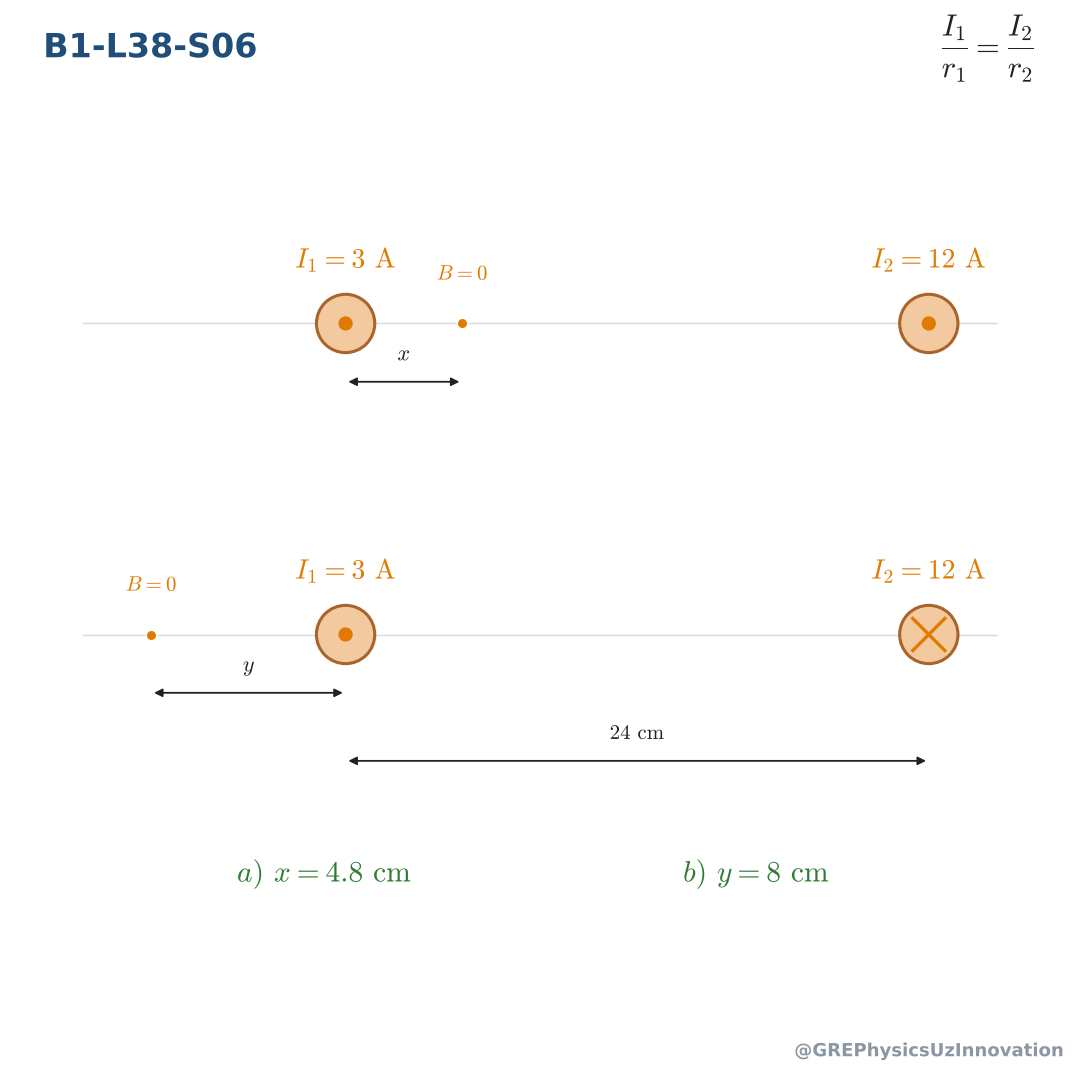 B1-L38-S06
I₁/r₁ = I₂/r₂
I₁ = 3 A
B = 0
I₂ = 12 A
x
B = 0
I₁ = 3 A
I₂ = 12 A
y
24 cm
a) x = 4.8 cm
b) y = 8 cm
@GREPhysicsUzInnovation